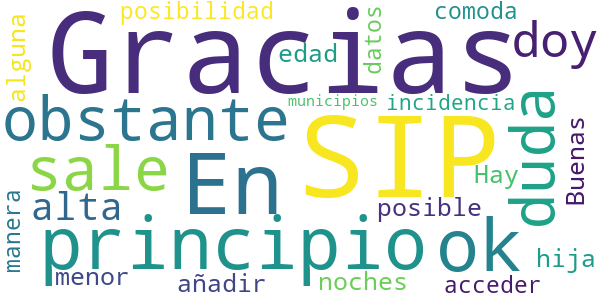 posibilidad
comoda
Gracias
doy
alguna
edad
datos
municipios
incidencia
obstante
SIP
duda
Buenas
sale
En
Hay
manera
alta
posible
principio
ok
hija
menor
añadir
noches
acceder